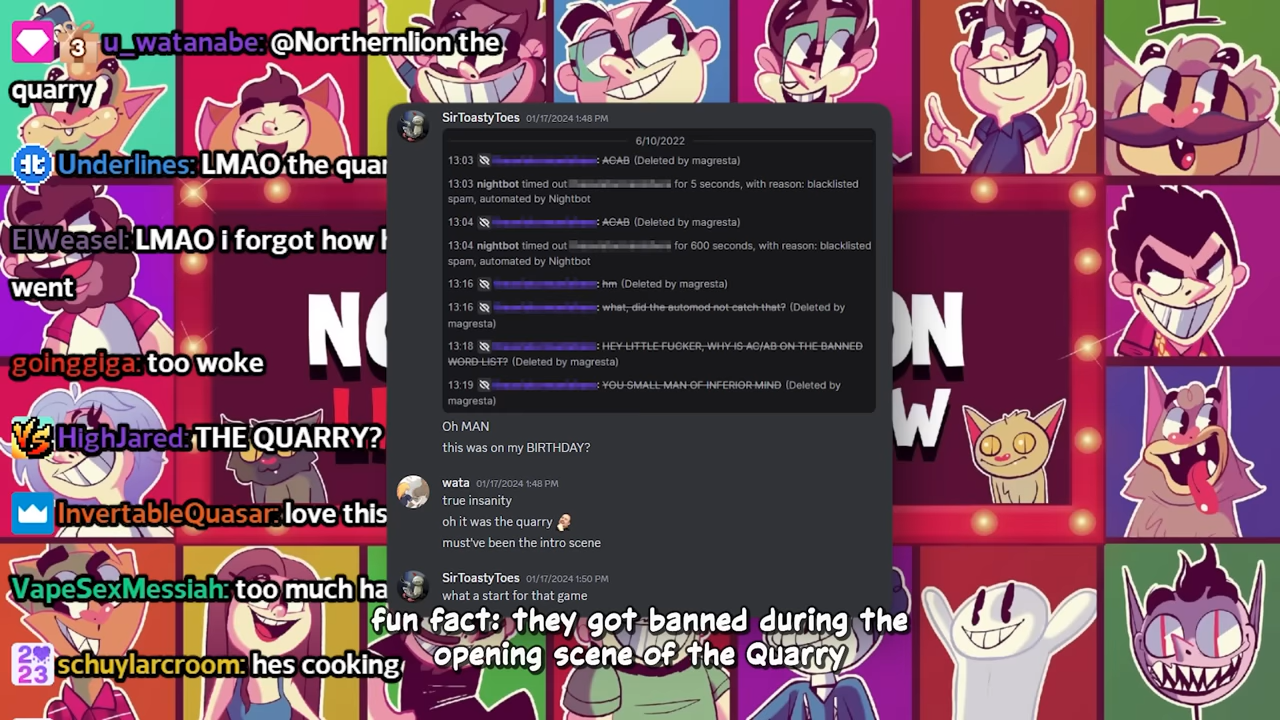 u_watanabe: @Northernlion the
quarry
Underlines: LMAO the quar
ElWeasel: LMAO i forgot how
went
goinggiga: too woke
HighJared: THE QUARRY?
InvertableQuasar: love this
VapeSexMessiah: too much ha
schuylarcroom: hes cooking
3
2 23
SirToastyToes 01/17/2024 1:48 PM
6/10/2022
13:03 : ACAB (Deleted by magresta)
13:03 nightbot timed out for 5 seconds, with reason: blacklisted
spam, automated by Nightbot
13:04 : ACAB (Deleted by magresta)
13:04 nightbot timed out for 600 seconds, with reason: blacklisted
spam, automated by Nightbot
13:16 : hm (Deleted by magresta)
13:16 : what, did the automod not catch that? (Deleted by
magresta)
13:18 : HEY LITTLE FUCKER, WHY IS AC/AB ON THE BANNED
WORD LIST? (Deleted by magresta)
13:19 : YOU SMALL MAN OF INFERIOR MIND (Deleted by
magresta)
Oh MAN
this was on my BIRTHDAY?
wata 01/17/2024 1:48 PM
true insanity
oh it was the quarry
must've been the intro scene
SirToastyToes 01/17/2024 1:50 PM
what a start for that game
fun fact: they got banned during the
opening scene of the Quarry
NO ON
W